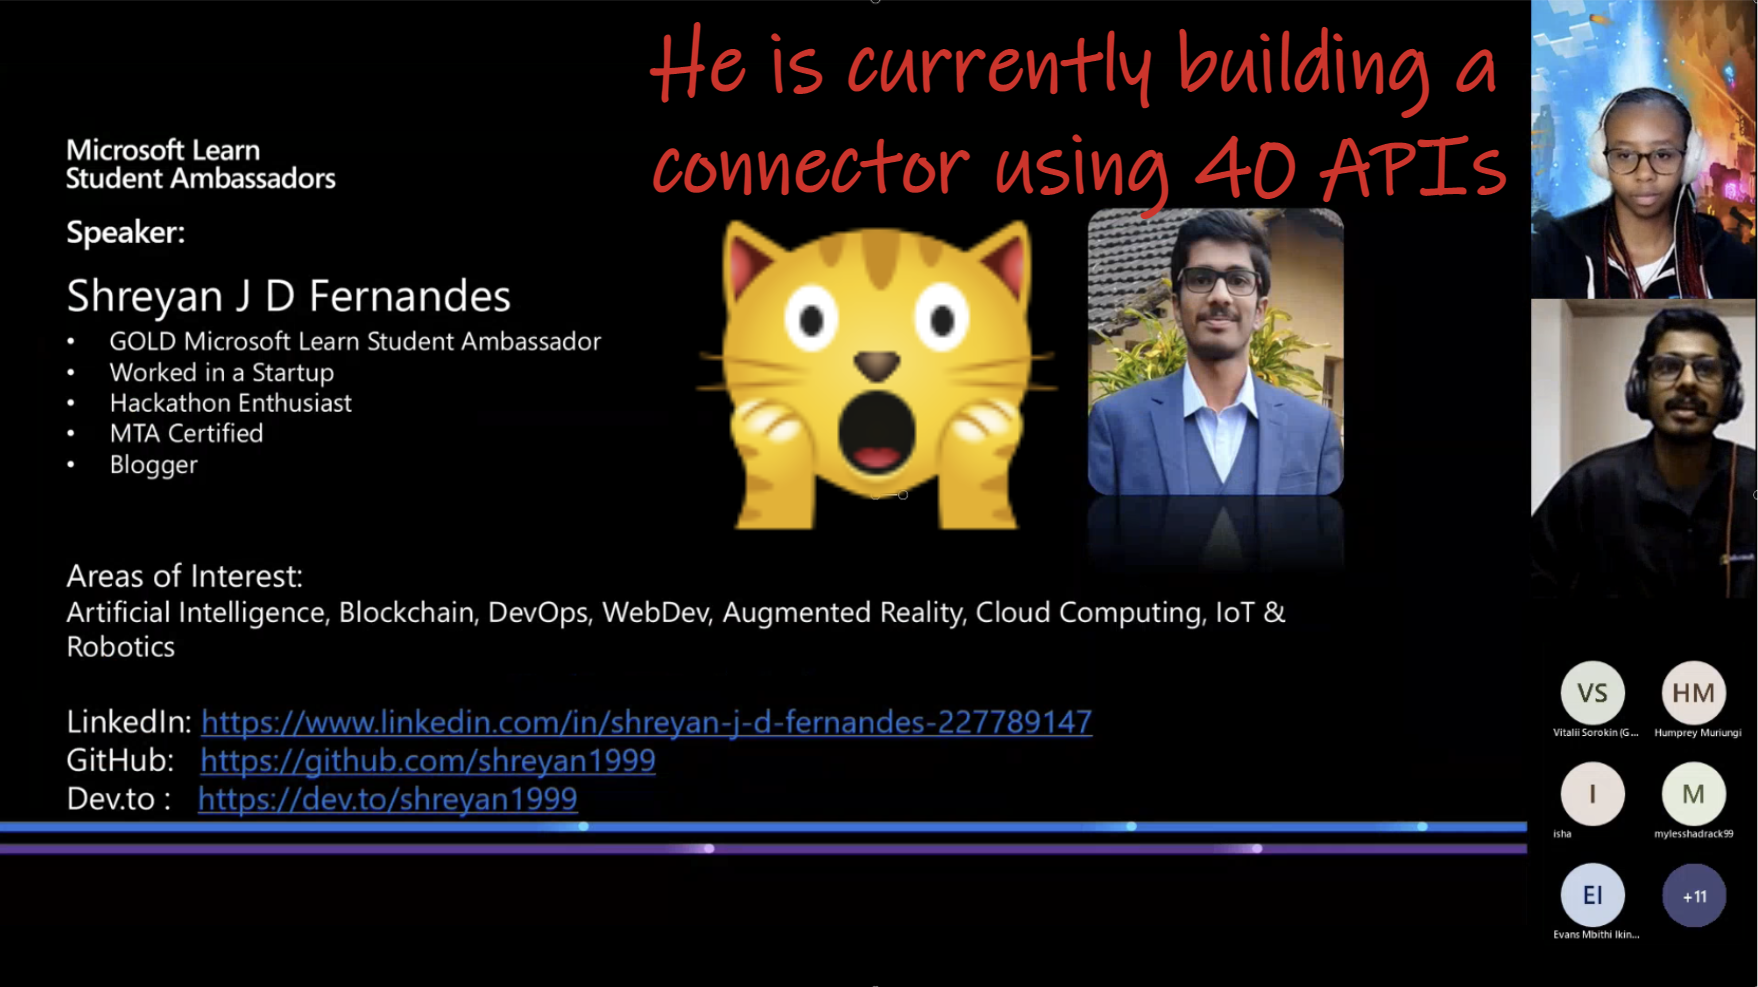 He is currently building a
connector using 40 APIs
Microsoft Learn
Student Ambassadors
Speaker:
Shreyan J D Fernandes
• GOLD Microsoft Learn Student Ambassador
• Worked in a Startup
• Hackathon Enthusiast
• MTA Certified
• Blogger
Areas of Interest:
Artificial Intelligence, Blockchain, DevOps, WebDev, Augmented Reality, Cloud Computing, IoT &
Robotics
LinkedIn: https://www.linkedin.com/in/shreyan-j-d-fernandes-227789147
GitHub: https://github.com/shreyan1999
Dev.to : https://dev.to/shreyan1999
VS
Vitalii Sorokin (G...
HM
Humprey Muriungi
I
isha
M
mylesshadrack99
EI
Evans Mbithi Ikin...
+11